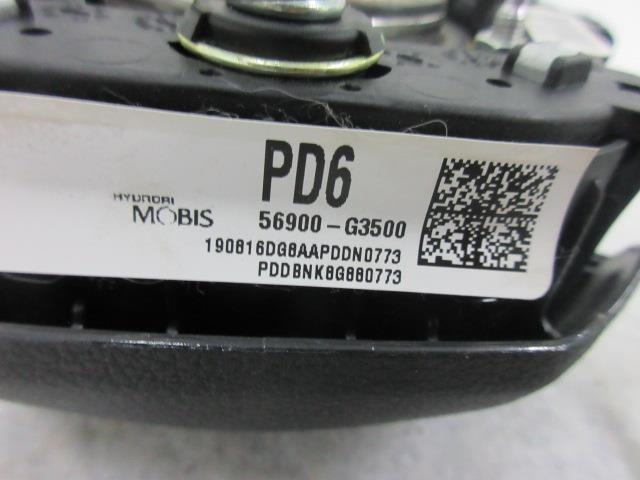 PD6
HYUNDAI
MOBIS
56900-G3500
190816DG8AAPDDN0773
PDDBNK8G880773